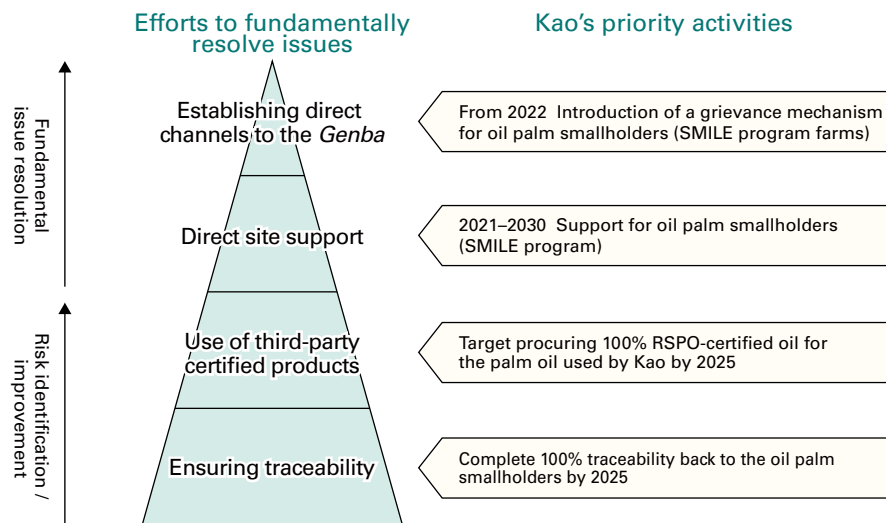 Efforts to fundamentally
resolve issues
Kao's priority activities
Fundamental
issue resolution
Establishing direct
channels to the Genba
From 2022 Introduction of a grievance mechanism
for oil palm smallholders (SMILE program farms)
Direct site support
2021–2030 Support for oil palm smallholders
(SMILE program)
Risk identification /
improvement
Use of third-party
certified products
Target procuring 100% RSPO-certified oil for
the palm oil used by Kao by 2025
Ensuring traceability
Complete 100% traceability back to the oil palm
smallholders by 2025